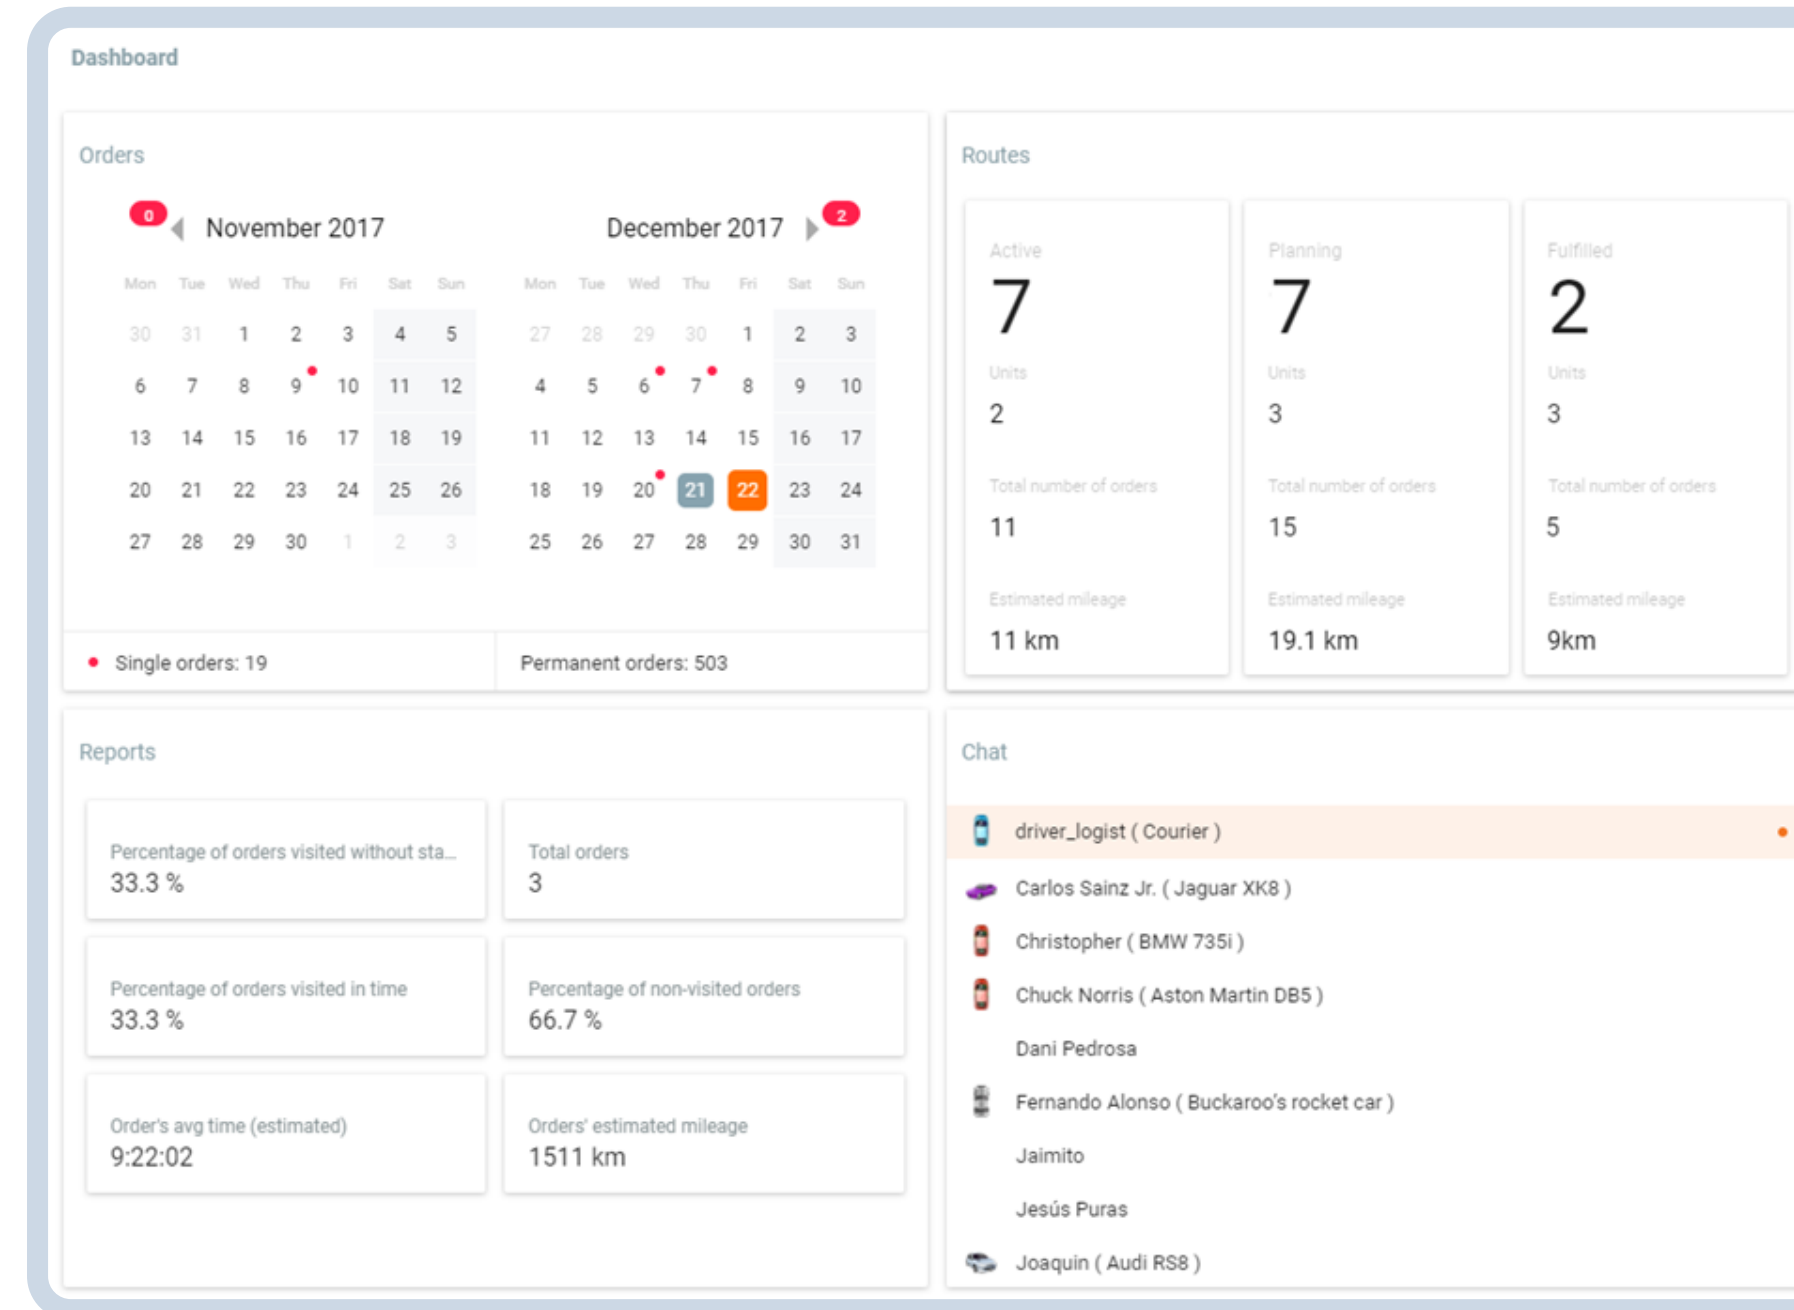 Dashboard
Orders
0 November 2017 December 2017 2
Mon Tue Wed Thu Fri Sat Sun Mon Tue Wed Thu Fri Sat Sun
30 31 1 2 3 4 5 27 28 29 30 1 2 3
6 7 8 9 10 11 12 4 5 6 7 8 9 10
13 14 15 16 17 18 19 11 12 13 14 15 16 17
20 21 22 23 24 25 26 18 19 20 21 22 23 24
27 28 29 30 1 2 3 25 26 27 28 29 30 31
Single orders: 19 Permanent orders: 503
Routes
Active Planning Fulfilled
7 7 2
Units Units Units
2 3 3
Total number of orders Total number of orders Total number of orders
11 15 5
Estimated mileage Estimated mileage Estimated mileage
11 km 19.1 km 9km
Reports
Percentage of orders visited without sta... Total orders
33.3 % 3
Percentage of orders visited in time Percentage of non-visited orders
33.3 % 66.7 %
Order's avg time (estimated) Orders' estimated mileage
9:22:02 1511 km
Chat
driver_logist ( Courier )
Carlos Sainz Jr. ( Jaguar XK8 )
Christopher ( BMW 735i )
Chuck Norris ( Aston Martin DB5 )
Dani Pedrosa
Fernando Alonso ( Buckaroo's rocket car )
Jaimito
Jesús Puras
Joaquin ( Audi RS8 )